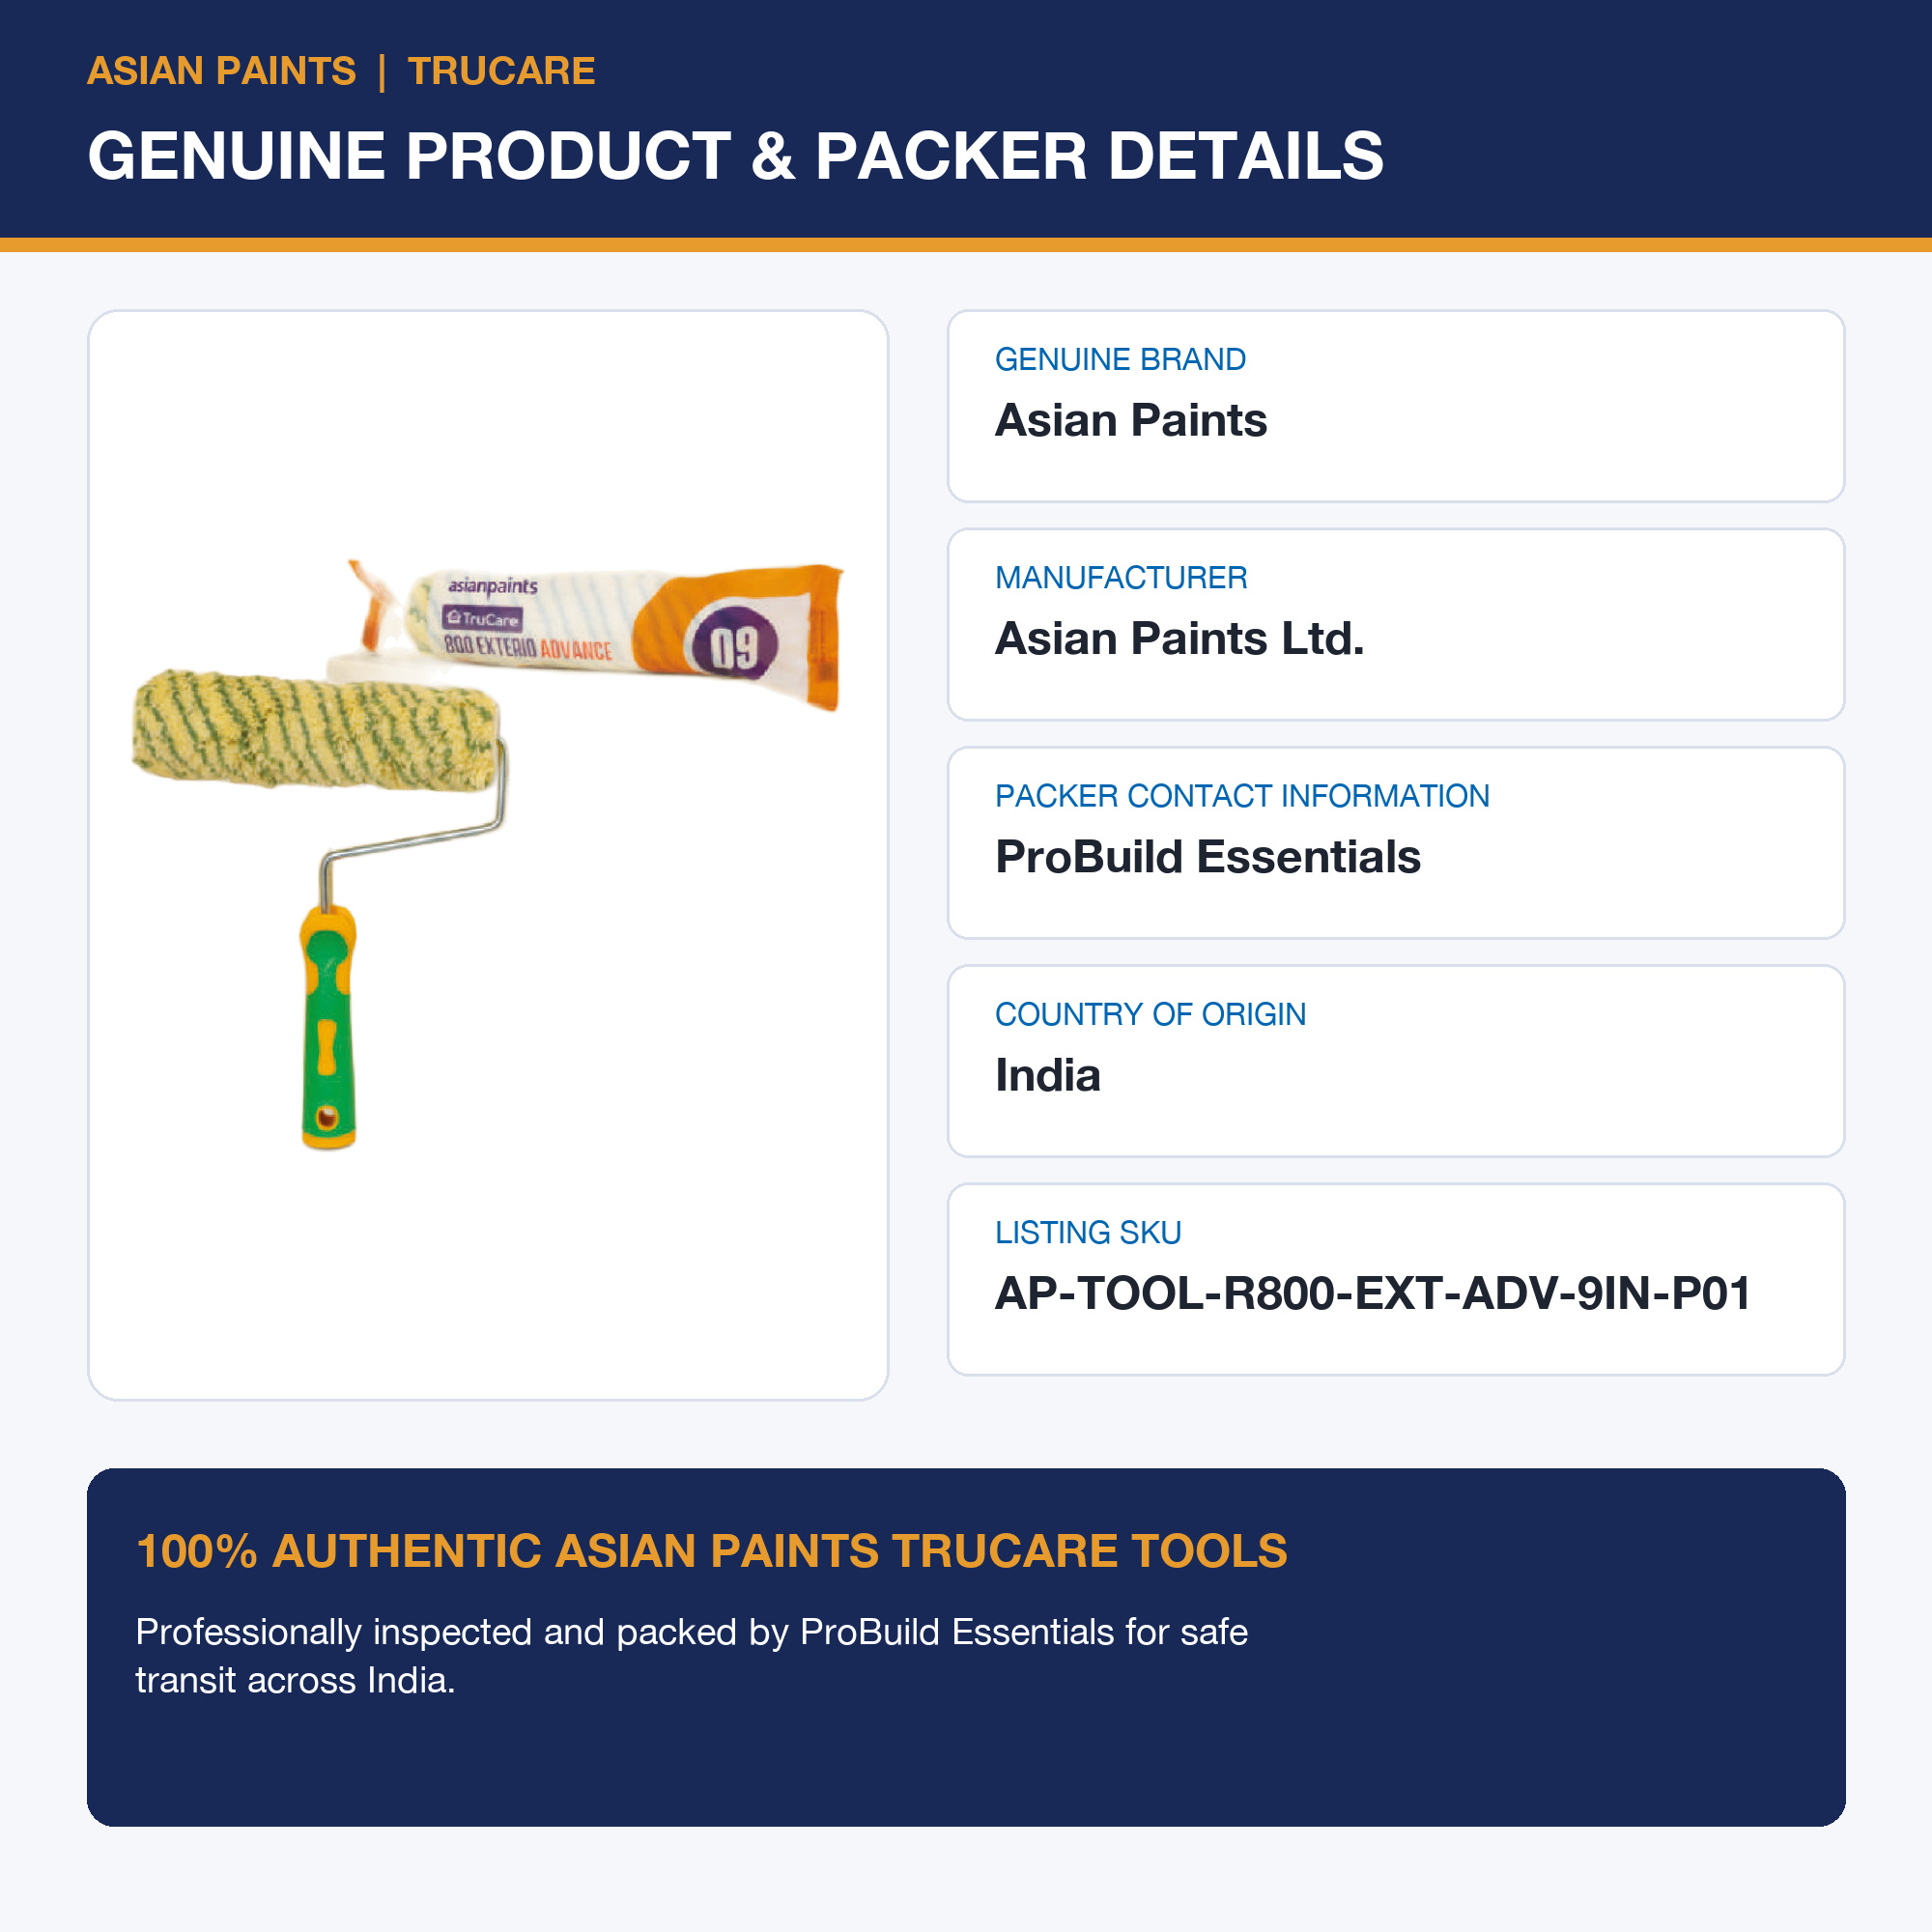 ASIAN PAINTS | TRUCARE
GENUINE PRODUCT & PACKER DETAILS
asianpaints
TruCare
800 EXTERIO ADVANCE
09
GENUINE BRAND
Asian Paints
MANUFACTURER
Asian Paints Ltd.
PACKER CONTACT INFORMATION
ProBuild Essentials
COUNTRY OF ORIGIN
India
LISTING SKU
AP-TOOL-R800-EXT-ADV-9IN-P01
100% AUTHENTIC ASIAN PAINTS TRUCARE TOOLS
Professionally inspected and packed by ProBuild Essentials for safe
transit across India.